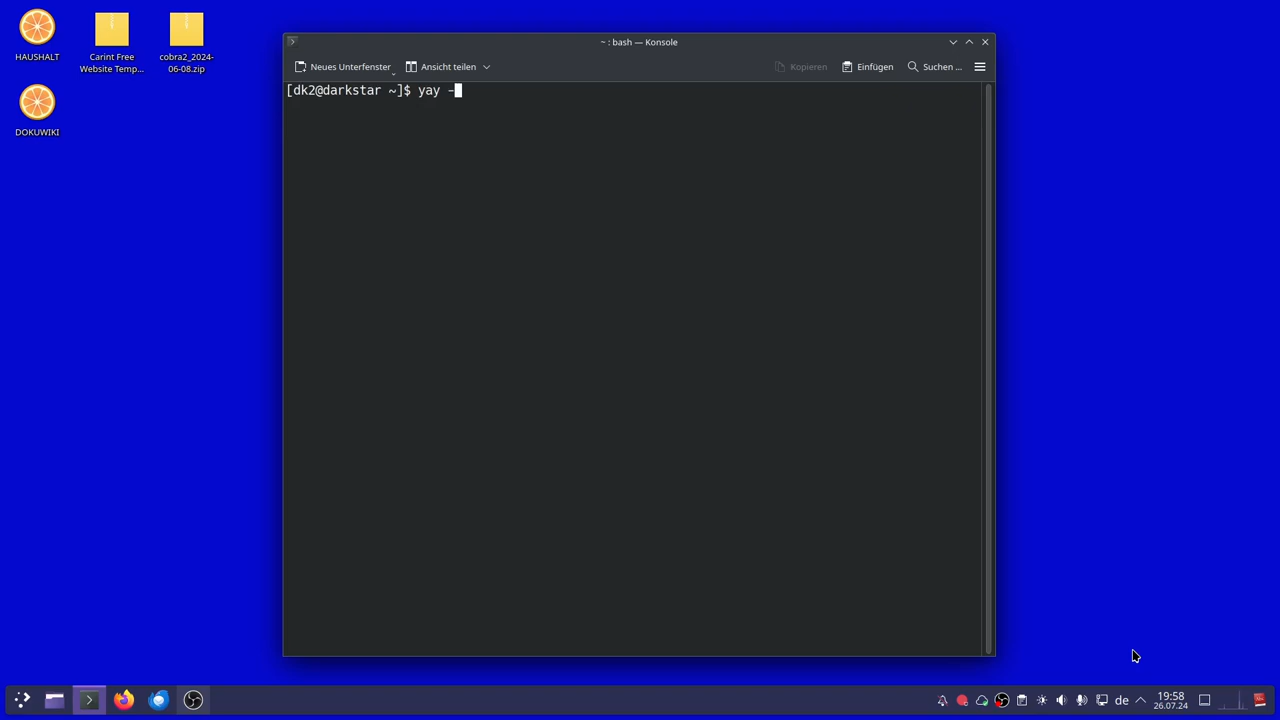 HAUSHALT
Carint Free
Website Temp...
cobra2_2024-
06-08.zip
DOKUWIKI
~ : bash — Konsole
Neues Unterfenster
Ansicht teilen
Kopieren
Einfügen
Suchen ...
[dk2@darkstar ~]$ yay -
de
19:58
26.07.24